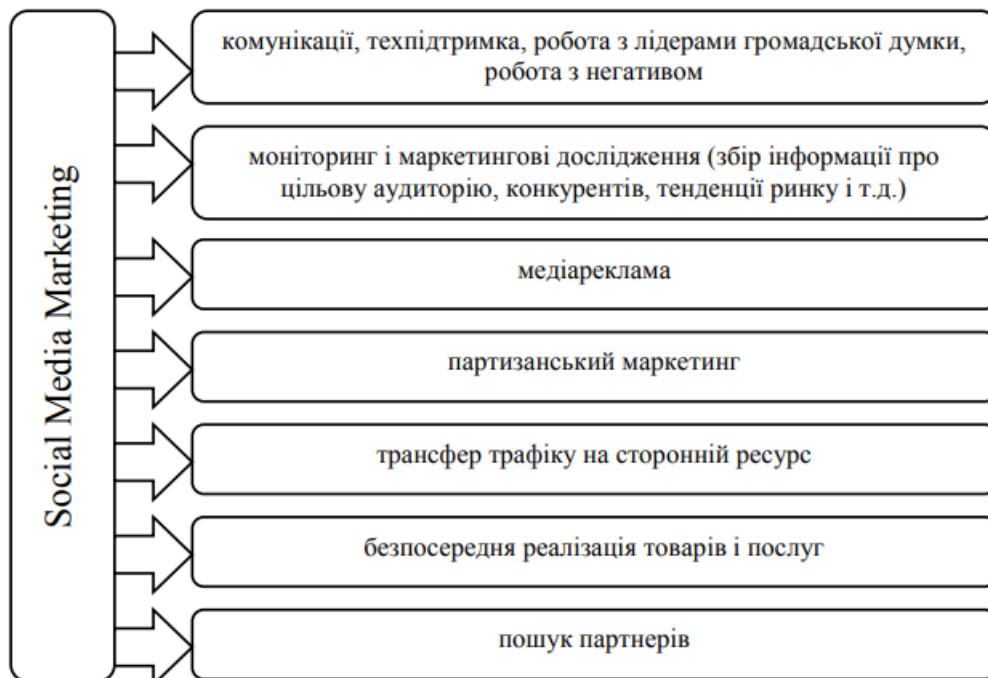 Social Media Marketing
комунікації, техпідтримка, робота з лідерами громадської думки,
робота з негативом
моніторинг і маркетингові дослідження (збір інформації про
цільову аудиторію, конкурентів, тенденції ринку і т.д.)
медіареклама
партизанський маркетинг
трансфер трафіку на сторонній ресурс
безпосередня реалізація товарів і послуг
пошук партнерів